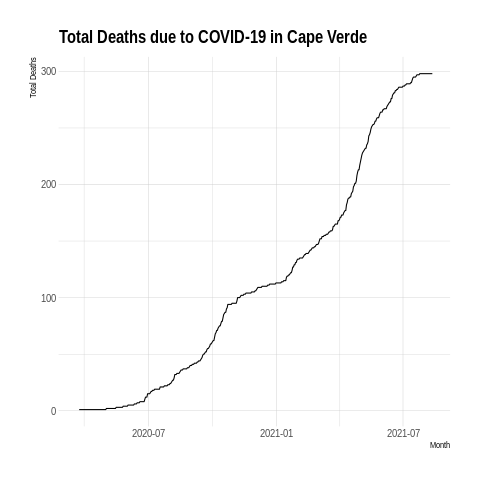 Total Deaths due to COVID-19 in Cape Verde
Total Deaths
300
200
100
0
2020-07
2021-01
2021-07
Month